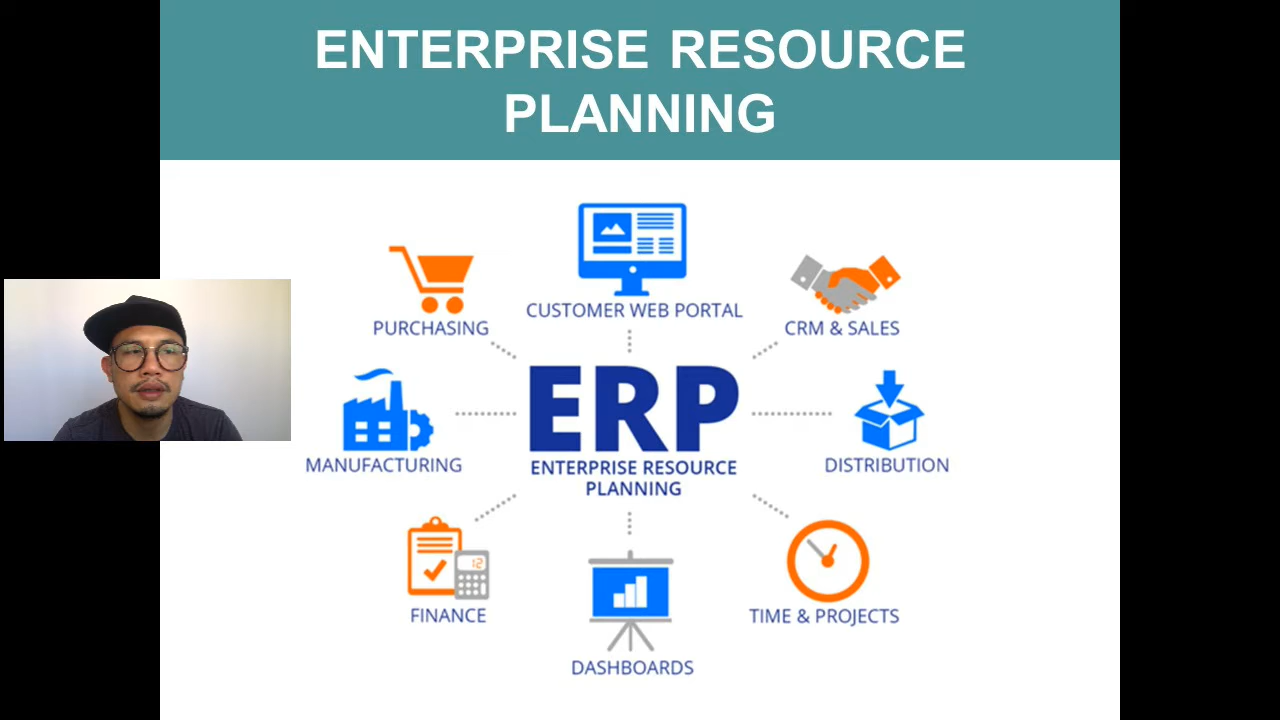 ENTERPRISE RESOURCE
PLANNING
CUSTOMER WEB PORTAL
PURCHASING
CRM & SALES
ERP
ENTERPRISE RESOURCE
PLANNING
MANUFACTURING
DISTRIBUTION
12
FINANCE
TIME & PROJECTS
DASHBOARDS